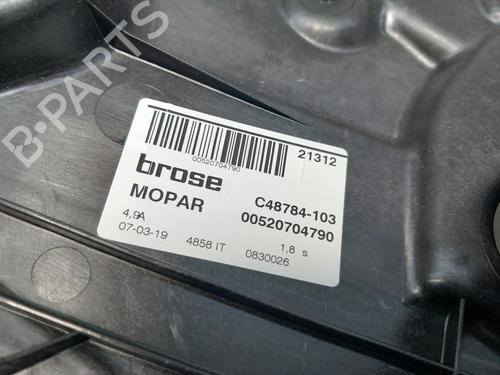 B-PARTS
00520704790
21312
brose
MOPAR
C48784-103
00520704790
4,9A
1,8 s
07-03-19 4858 IT 0830026